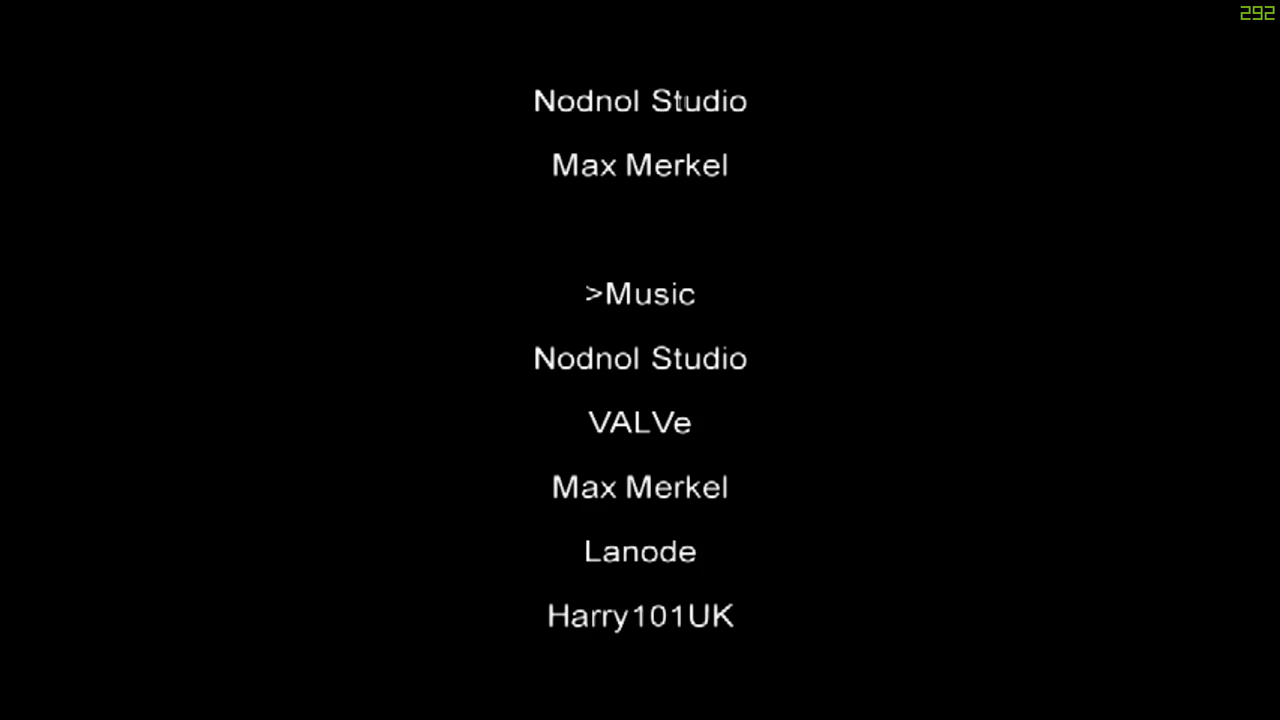 292
Nodnol Studio
Max Merkel
>Music
Nodnol Studio
VALVe
Max Merkel
Lanode
Harry101UK